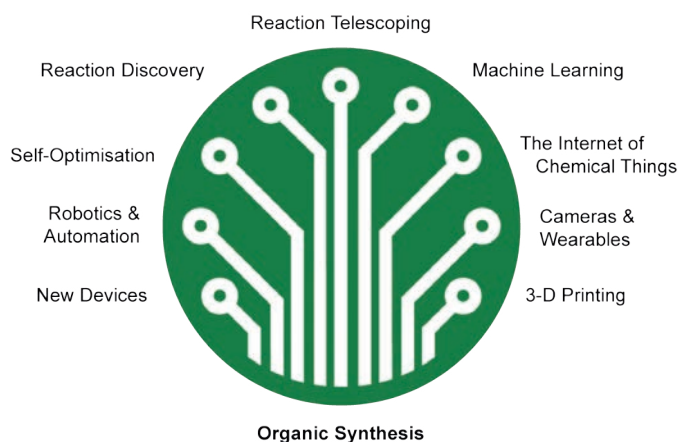 Reaction Telescoping
Reaction Discovery
Machine Learning
Self-Optimisation
The Internet of
Chemical Things
Robotics &
Automation
Cameras &
Wearables
New Devices
3-D Printing
Organic Synthesis